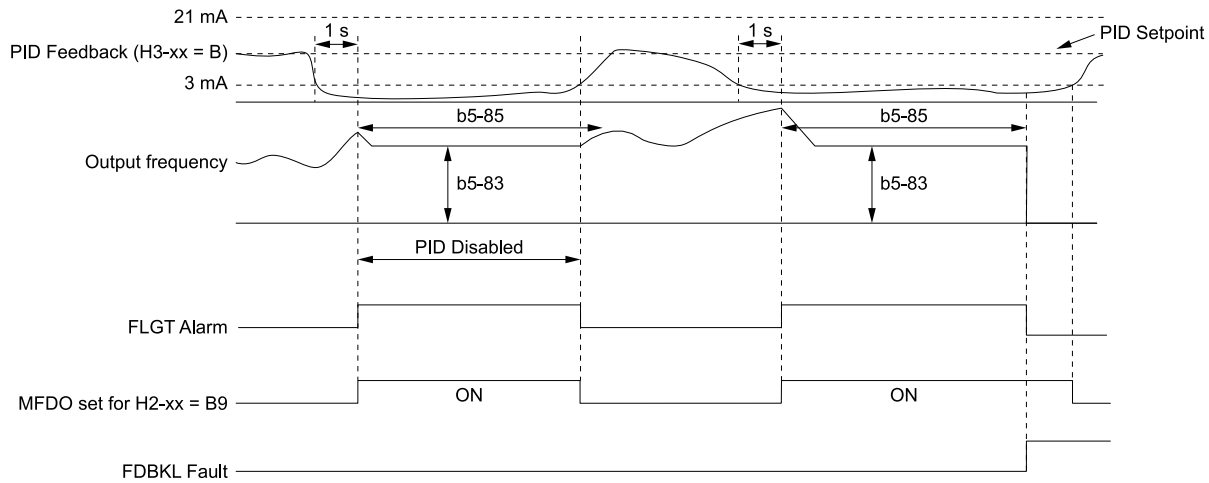 21 mA
1 s
1 s
PID Feedback (H3-xx = B)
PID Setpoint
3 mA
b5-85
b5-85
Output frequency
b5-83
b5-83
PID Disabled
FLGT Alarm
ON
ON
MFDO set for H2-xx = B9
FDBKL Fault